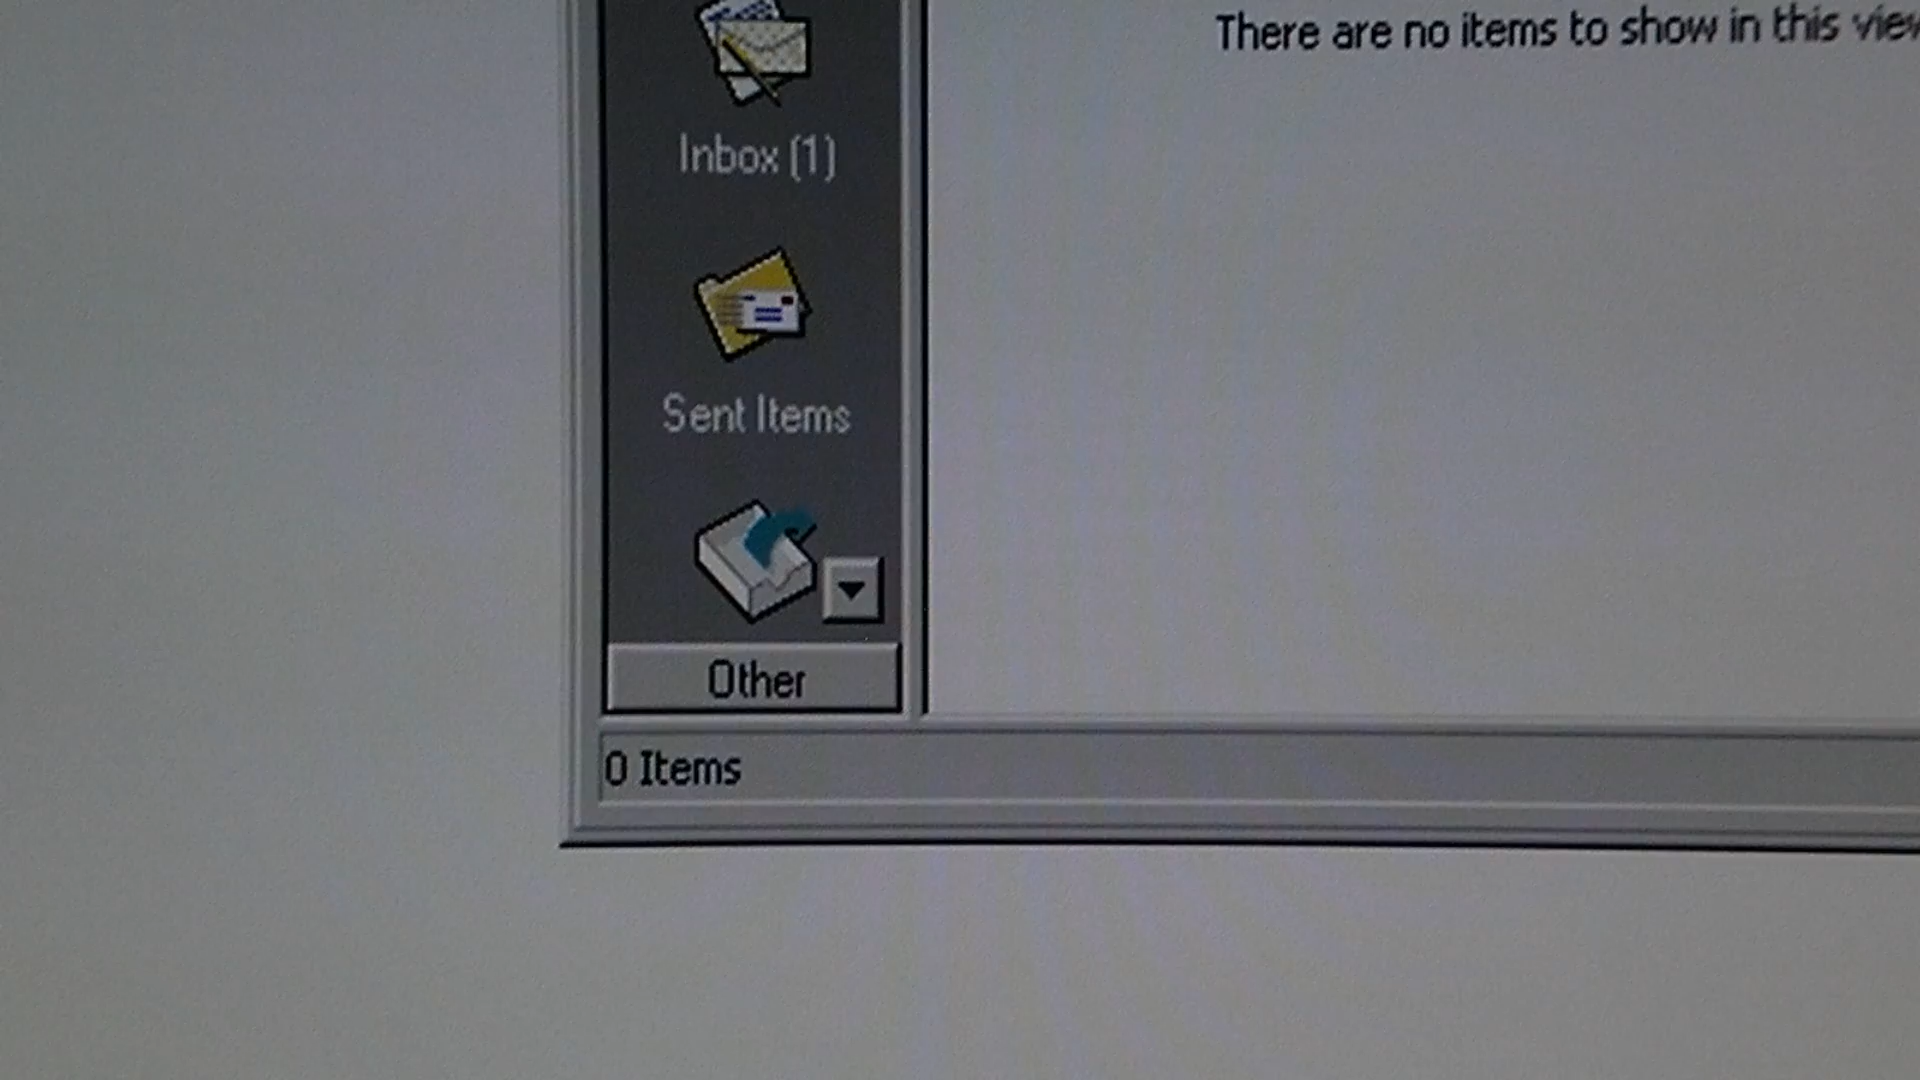 There are no items to show in this
Inbox (1)
Sent Items
Other
0 Items